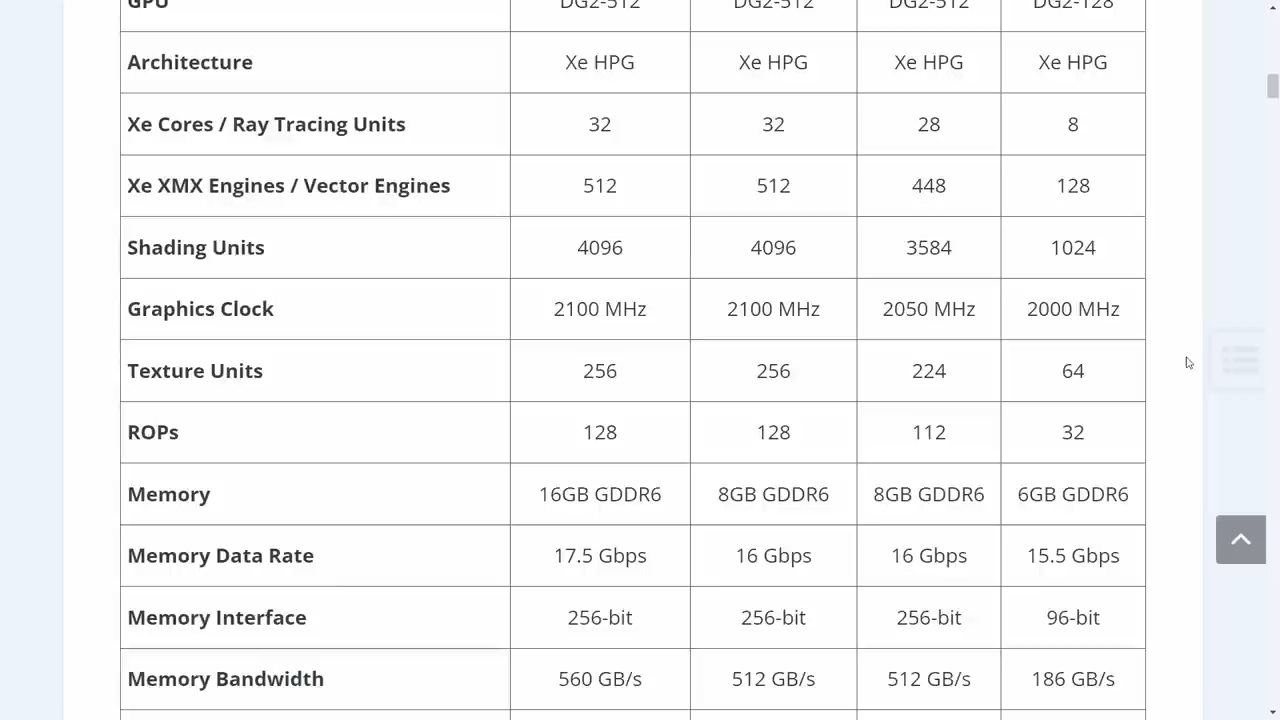 GPU DG2-512 DG2-512 DG2-512 DG2-128
Architecture Xe HPG Xe HPG Xe HPG Xe HPG
Xe Cores / Ray Tracing Units 32 32 28 8
Xe XMX Engines / Vector Engines 512 512 448 128
Shading Units 4096 4096 3584 1024
Graphics Clock 2100 MHz 2100 MHz 2050 MHz 2000 MHz
Texture Units 256 256 224 64
ROPs 128 128 112 32
Memory 16GB GDDR6 8GB GDDR6 8GB GDDR6 6GB GDDR6
Memory Data Rate 17.5 Gbps 16 Gbps 16 Gbps 15.5 Gbps
Memory Interface 256-bit 256-bit 256-bit 96-bit
Memory Bandwidth 560 GB/s 512 GB/s 512 GB/s 186 GB/s